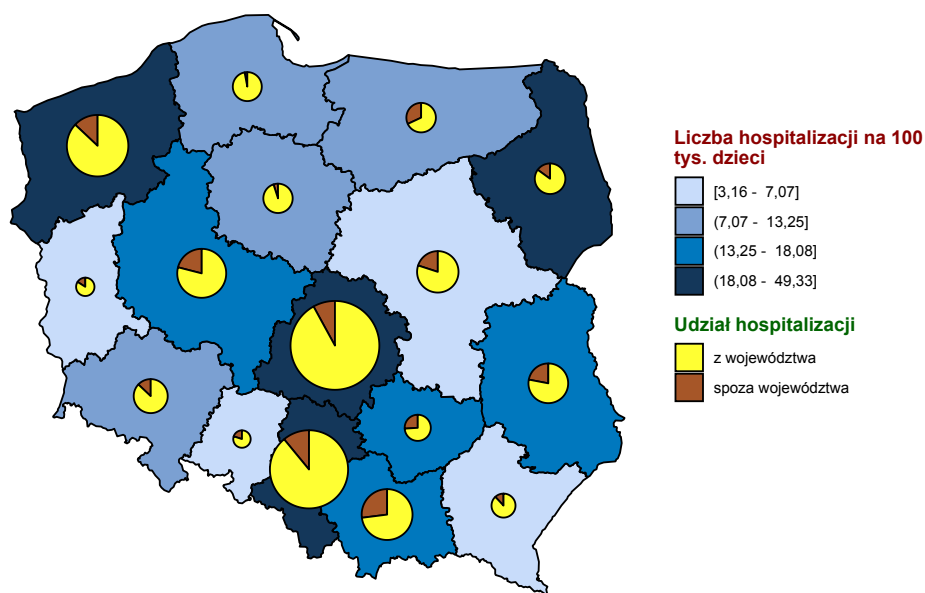 Liczba hospitalizacji na 100
tys. dzieci
[3,16 - 7,07]
(7,07 - 13,25]
(13,25 - 18,08]
(18,08 - 49,33]
Udział hospitalizacji
z województwa
spoza województwa